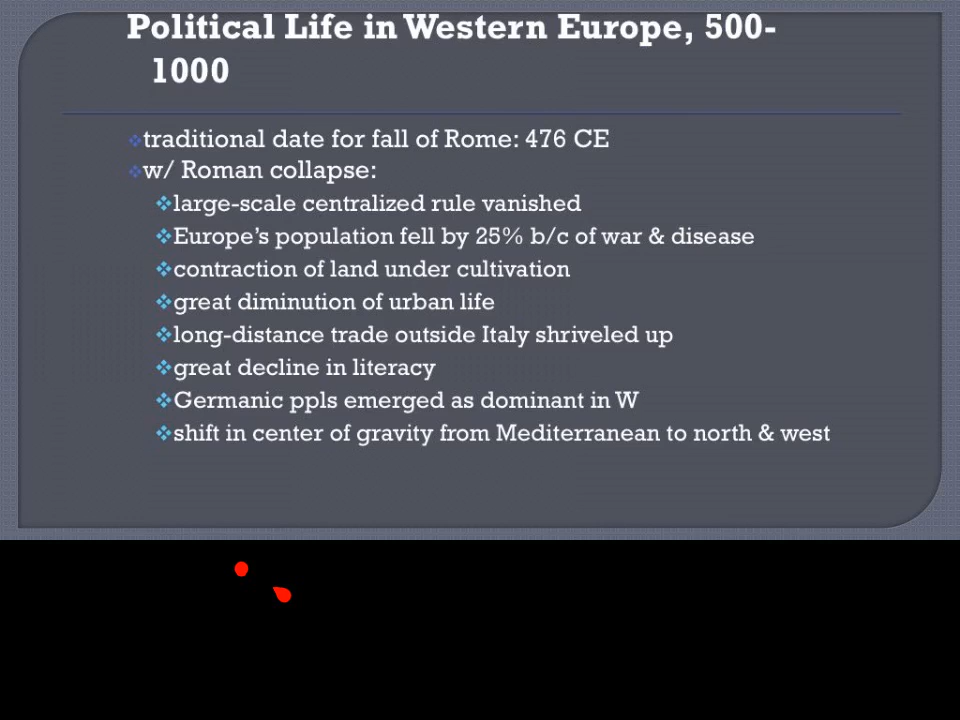 Political Life in Western Europe, 500-
1000
traditional date for fall of Rome: 476 CE
w/ Roman collapse:
large-scale centralized rule vanished
Europe's population fell by 25% b/c of war & disease
contraction of land under cultivation
great diminution of urban life
long-distance trade outside Italy shriveled up
great decline in literacy
Germanic ppls emerged as dominant in W
shift in center of gravity from Mediterranean to north & west